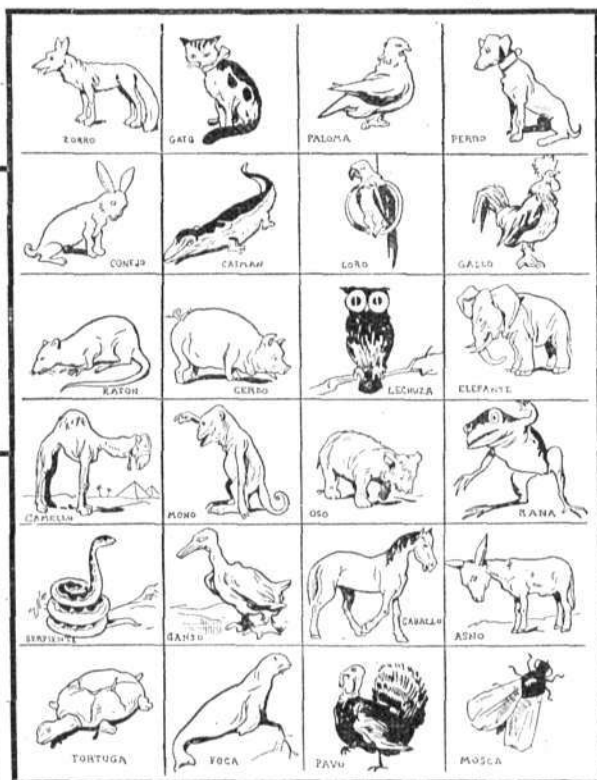 ZORRO
GATO
PALOMA
PERRO
CONEJO
CAIMAN
LORO
GALLO
RATON
CERDO
LECHUZA
ELEFANTE
CAMELLO
MONO
OSO
RANA
SERPIENTE
GANSO
CABALLO
ASNO
TORTUGA
FOCA
PAVO
MOSCA